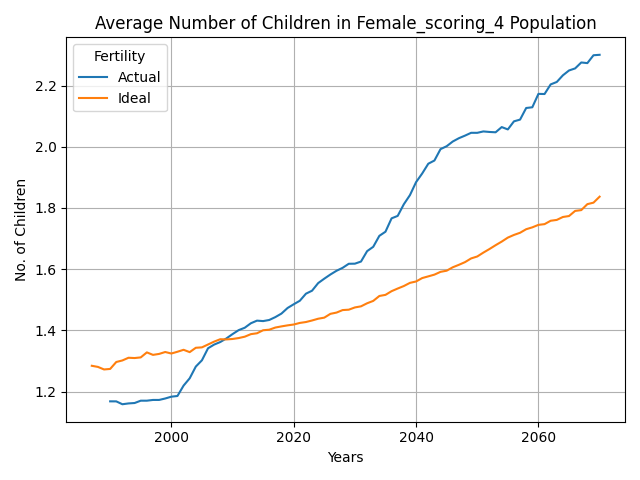 Average Number of Children in Female_scoring_4 Population
Fertility
Actual
Ideal
No. of Children
2.2
2.0
1.8
1.6
1.4
1.2
2000 2020 2040 2060
Years